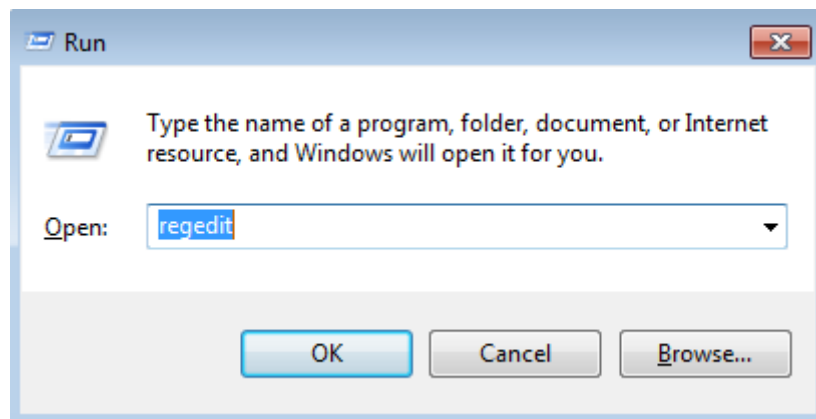 Run
Type the name of a program, folder, document, or Internet
resource, and Windows will open it for you.
Open: regedit
OK Cancel Browse...